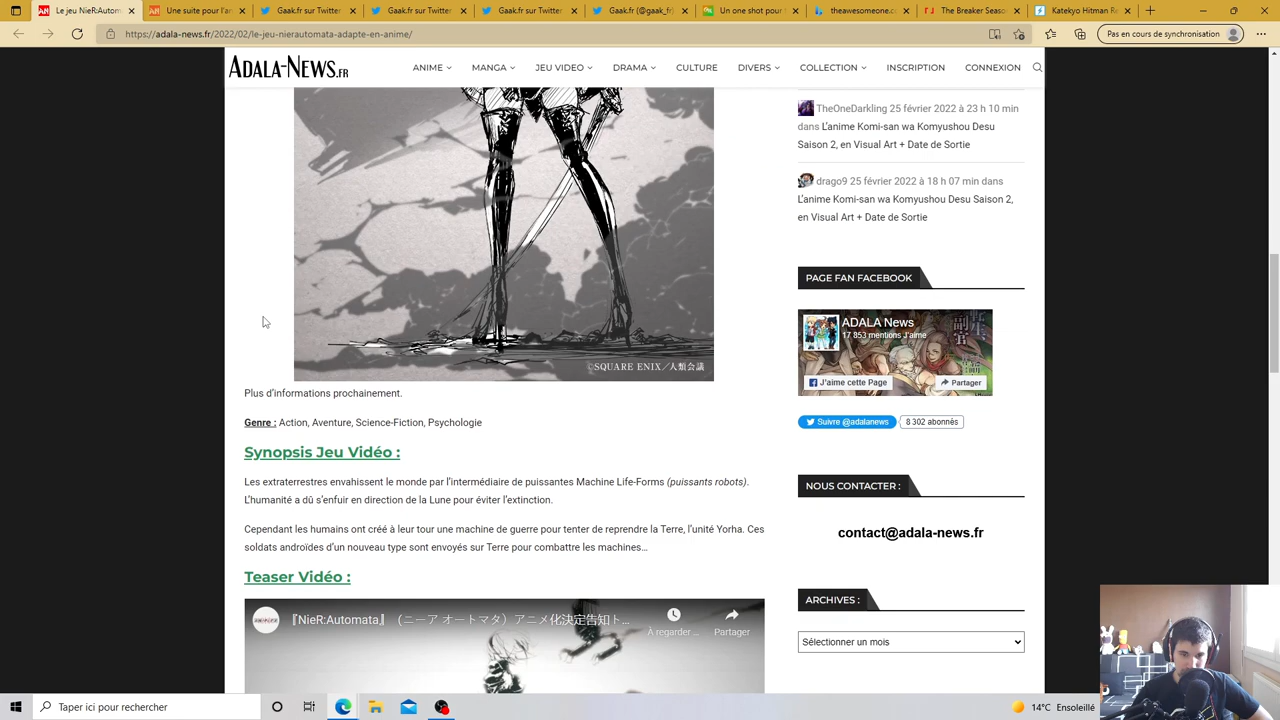 Le jeu NieR:Autom
Une suite pour l'an
Gaak.fr sur Twitter
Gaak.fr sur Twitter
Gaak.fr sur Twitter
Gaak.fr (@gaak_fr)
Un one shot pour
theawesomeone.c
The Breaker Seaso
Katekyo Hitman Re
https://adala-news.fr/2022/02/le-jeu-nierautomata-adapte-en-anime/
Pas en cours de synchronisation
ADALA-NEWS.FR
ANIME
MANGA
JEU VIDEO
DRAMA
CULTURE
DIVERS
COLLECTION
INSCRIPTION
CONNEXION
©SQUARE ENIX／人類会議
Plus d'informations prochainement.
Genre : Action, Aventure, Science-Fiction, Psychologie
Synopsis Jeu Vidéo :
Les extraterrestres envahissent le monde par l'intermédiaire de puissantes Machine Life-Forms (puissants robots).
L'humanité a dû s'enfuir en direction de la Lune pour éviter l'extinction.
Cependant les humains ont créé à leur tour une machine de guerre pour tenter de reprendre la Terre, l'unité Yorha. Ces
soldats androïdes d'un nouveau type sont envoyés sur Terre pour combattre les machines…
Teaser Vidéo :
『NieR:Automata』（ニーア オートマタ）アニメ化決定告知ト...
À regarder ...
Partager
TheOneDarkling 25 février 2022 à 23 h 10 min
dans L'anime Komi-san wa Komyushou Desu
Saison 2, en Visual Art + Date de Sortie
drago9 25 février 2022 à 18 h 07 min dans
L'anime Komi-san wa Komyushou Desu Saison 2,
en Visual Art + Date de Sortie
PAGE FAN FACEBOOK
ADALA News
17 853 mentions J'aime
J'aime cette Page
Partager
Suivre @adalanews
8 302 abonnés
NOUS CONTACTER :
contact@adala-news.fr
ARCHIVES :
Sélectionner un mois
Taper ici pour rechercher
14°C Ensoleillé